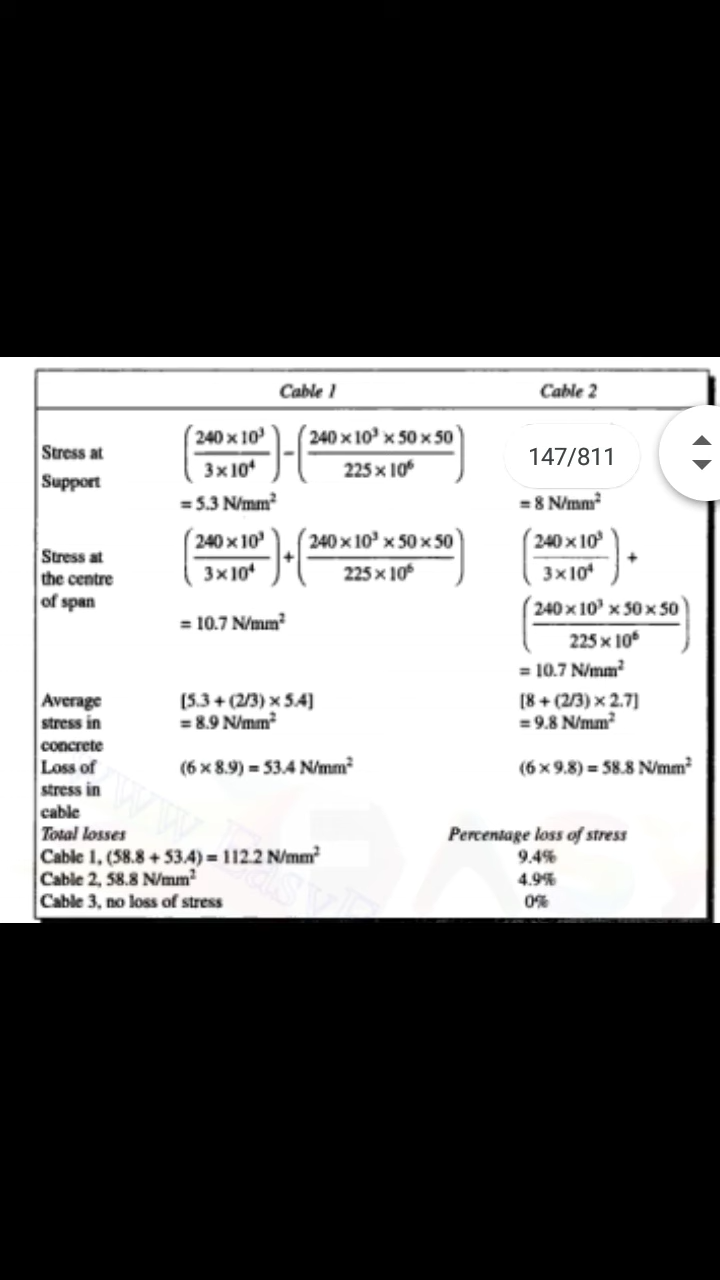 Cable 1 Cable 2
Stress at Support (240 × 10³ / 3 × 10⁴) − (240 × 10³ × 50 × 50 / 225 × 10⁶)
= 5.3 N/mm² = 8 N/mm²
147/811
Stress at the centre of span (240 × 10³ / 3 × 10⁴) + (240 × 10³ × 50 × 50 / 225 × 10⁶) (240 × 10³ / 3 × 10⁴) +
(240 × 10³ × 50 × 50 / 225 × 10⁶)
= 10.7 N/mm² = 10.7 N/mm²
Average [5.3 + (2/3) × 5.4] [8 + (2/3) × 2.7]
stress in = 8.9 N/mm² = 9.8 N/mm²
concrete
Loss of (6 × 8.9) = 53.4 N/mm² (6 × 9.8) = 58.8 N/mm²
stress in
cable
Total losses Percentage loss of stress
Cable 1, (58.8 + 53.4) = 112.2 N/mm² 9.4%
Cable 2, 58.8 N/mm² 4.9%
Cable 3, no loss of stress 0%